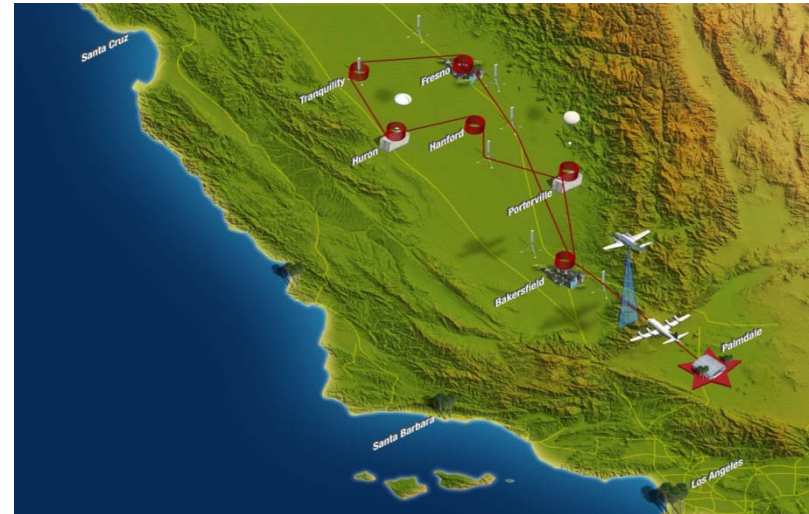 Santa Cruz
Fresno
Tranquility
Hanford
Huron
Porterville
Bakersfield
Palmdale
Santa Barbara
Los Angeles